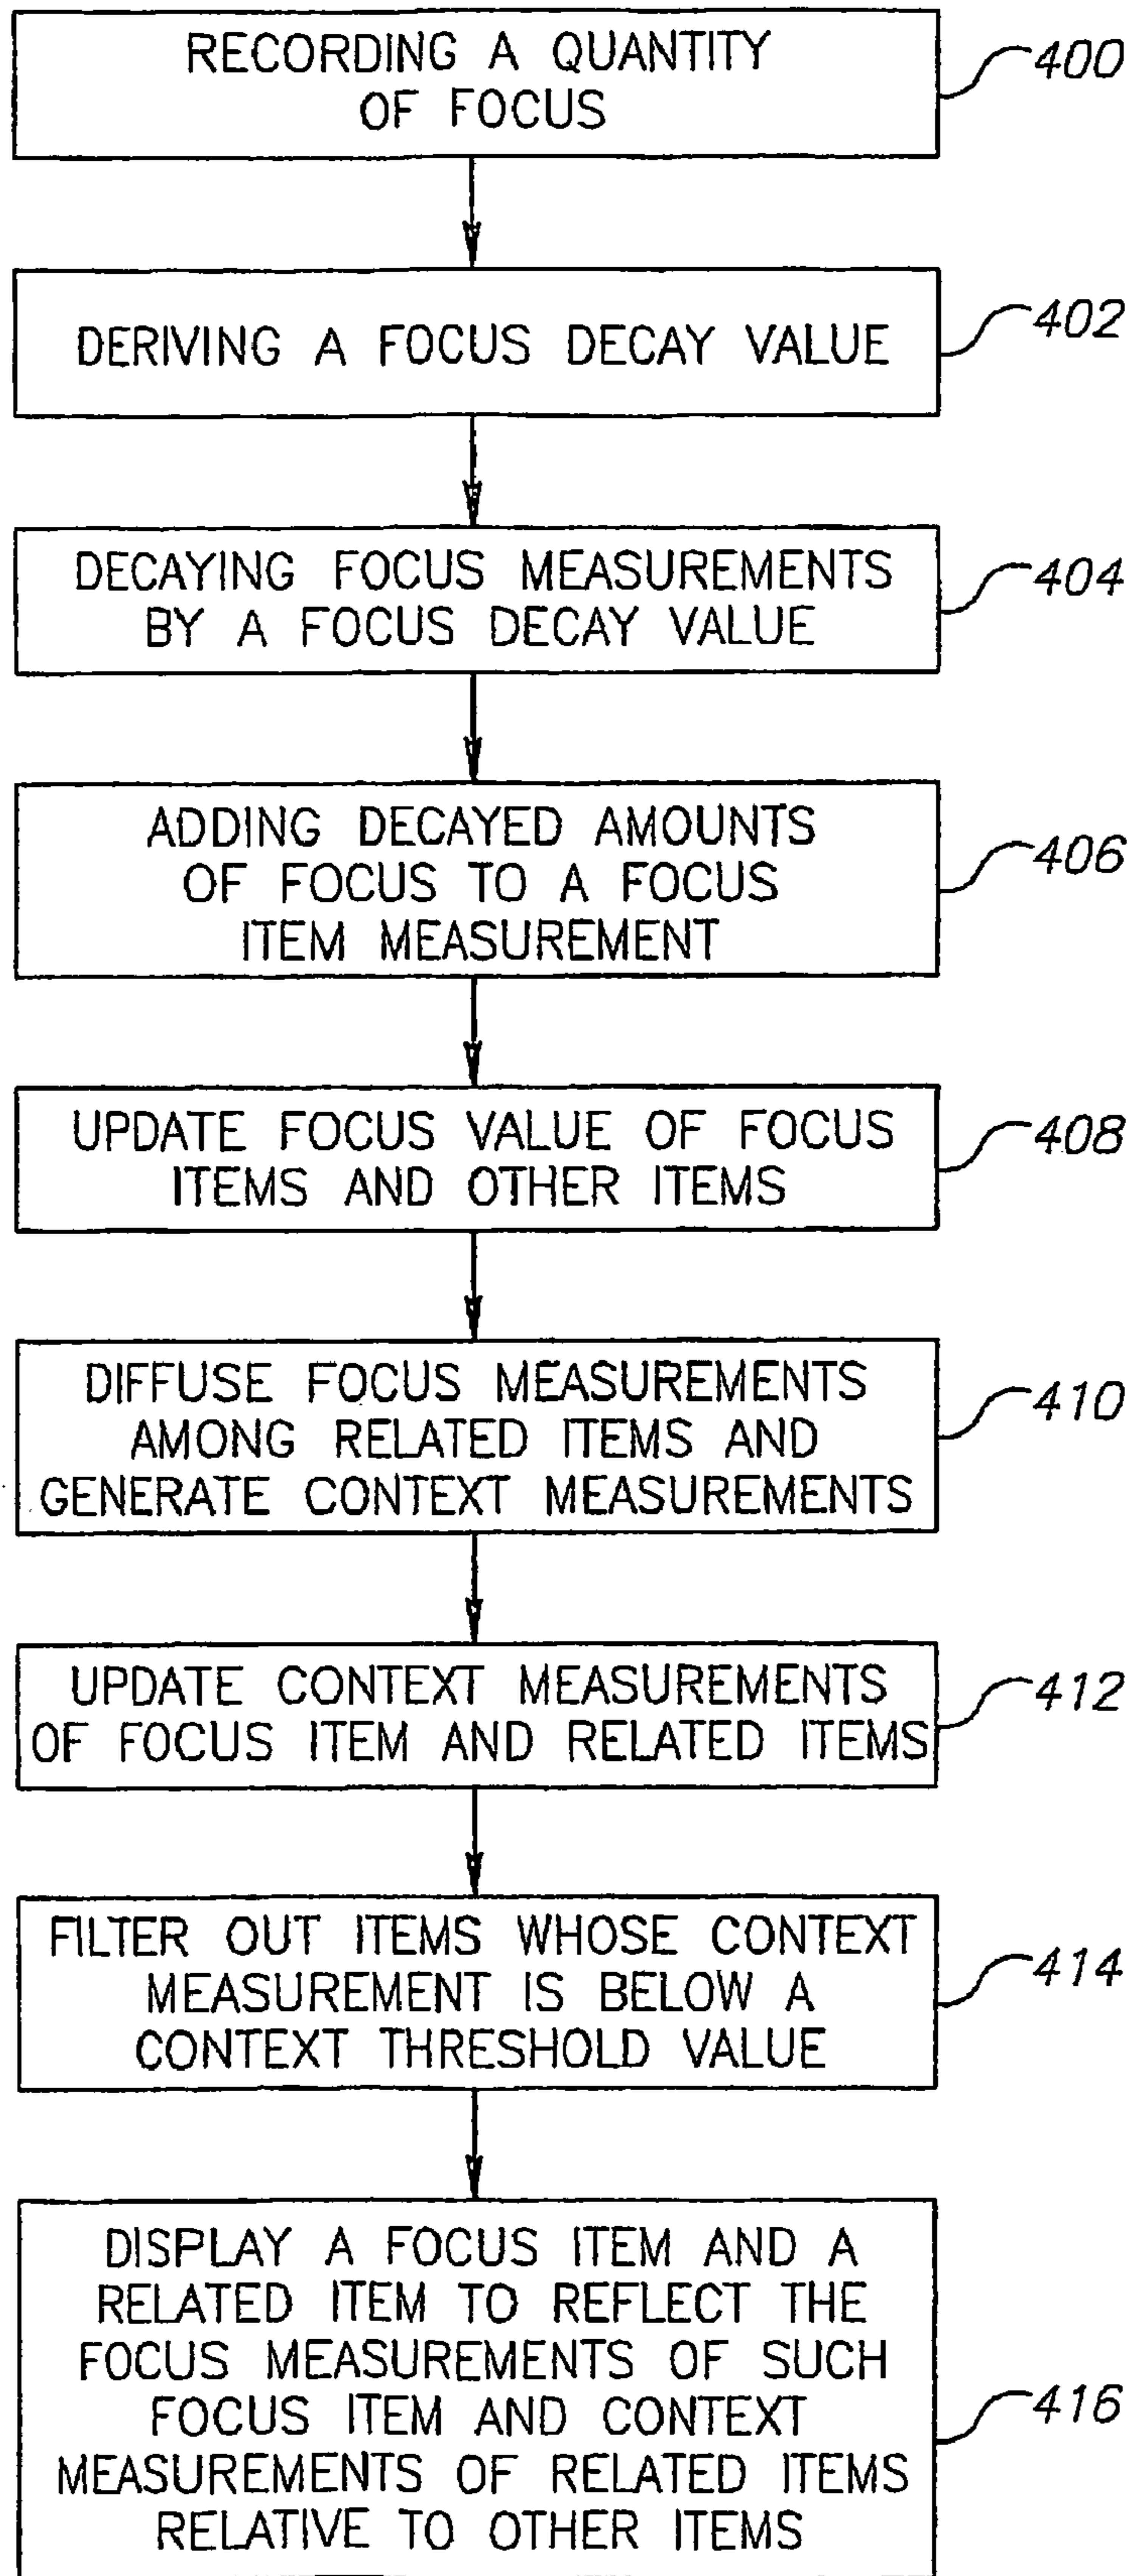 RECORDING A QUANTITY
OF FOCUS
400
DERIVING A FOCUS DECAY VALUE
402
DECAYING FOCUS MEASUREMENTS
BY A FOCUS DECAY VALUE
404
ADDING DECAYED AMOUNTS
OF FOCUS TO A FOCUS
ITEM MEASUREMENT
406
UPDATE FOCUS VALUE OF FOCUS
ITEMS AND OTHER ITEMS
408
DIFFUSE FOCUS MEASUREMENTS
AMONG RELATED ITEMS AND
GENERATE CONTEXT MEASUREMENTS
410
UPDATE CONTEXT MEASUREMENTS
OF FOCUS ITEM AND RELATED ITEMS
412
FILTER OUT ITEMS WHOSE CONTEXT
MEASUREMENT IS BELOW A
CONTEXT THRESHOLD VALUE
414
DISPLAY A FOCUS ITEM AND A
RELATED ITEM TO REFLECT THE
FOCUS MEASUREMENTS OF SUCH
FOCUS ITEM AND CONTEXT
MEASUREMENTS OF RELATED ITEMS
RELATIVE TO OTHER ITEMS
416